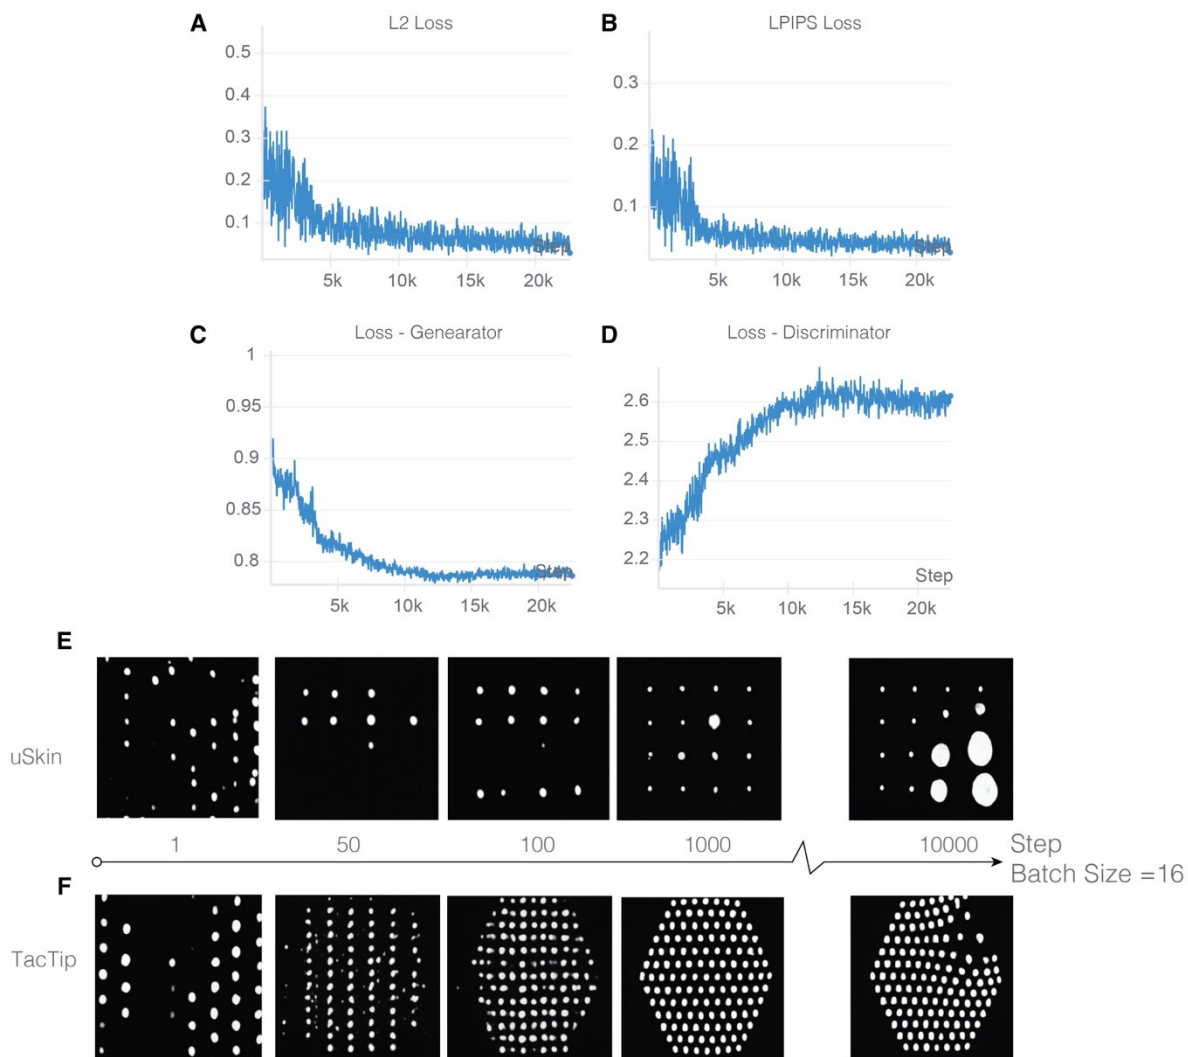 A L2 Loss
0.5
0.4
0.3
0.2
0.1
Step
5k 10k 15k 20k
B LPIPS Loss
0.3
0.2
0.1
Step
5k 10k 15k 20k
C Loss - Genearator
1
0.95
0.9
0.85
0.8
Step
5k 10k 15k 20k
D Loss - Discriminator
2.6
2.5
2.4
2.3
2.2
Step
5k 10k 15k 20k
E
uSkin
1 50 100 1000 10000 Step
Batch Size =16
F
TacTip